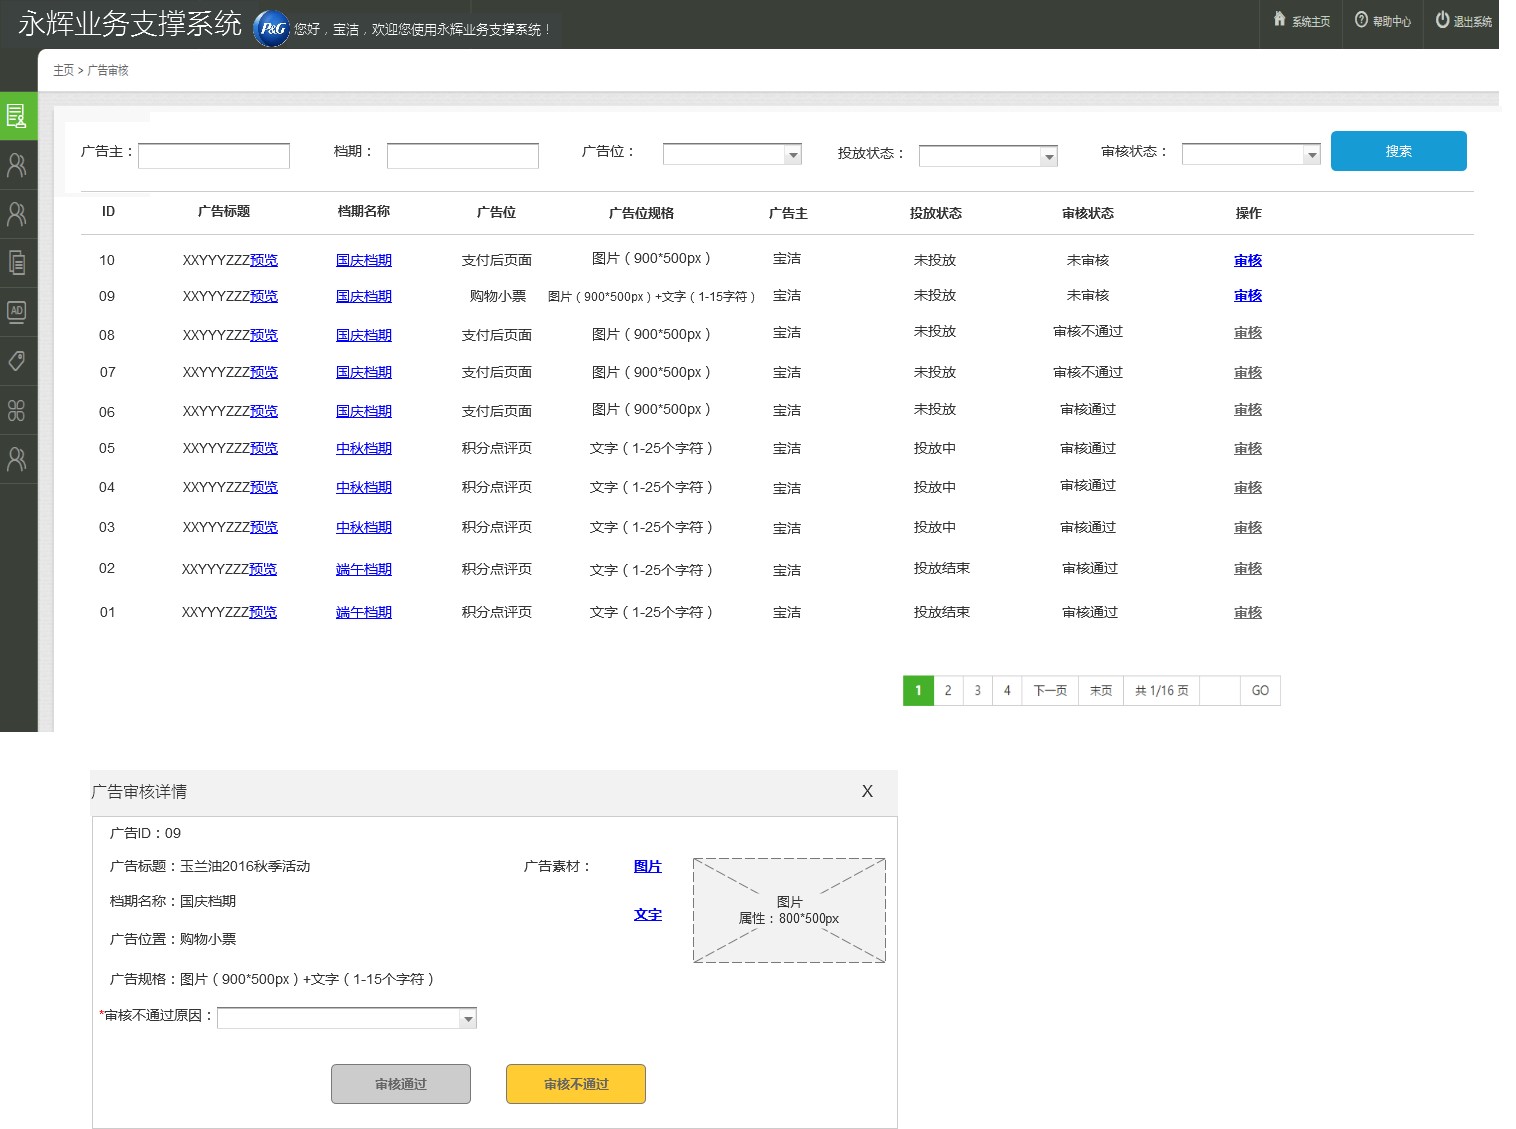 永辉业务支撑系统 P&G 您好，宝洁，欢迎您使用永辉业务支撑系统！ 系统主页 帮助中心 退出系统
主页 > 广告审核
广告主： 档期： 广告位： 投放状态： 审核状态： 搜索
ID 广告标题 档期名称 广告位 广告位规格 广告主 投放状态 审核状态 操作
10 XXYYYZZZ预览 国庆档期 支付后页面 图片（900*500px） 宝洁 未投放 未审核 审核
09 XXYYYZZZ预览 国庆档期 购物小票 图片（900*500px）+文字（1-15字符） 宝洁 未投放 未审核 审核
08 XXYYYZZZ预览 国庆档期 支付后页面 图片（900*500px） 宝洁 未投放 审核不通过 审核
07 XXYYYZZZ预览 国庆档期 支付后页面 图片（900*500px） 宝洁 未投放 审核不通过 审核
06 XXYYYZZZ预览 国庆档期 支付后页面 图片（900*500px） 宝洁 未投放 审核通过 审核
05 XXYYYZZZ预览 中秋档期 积分点评页 文字（1-25个字符） 宝洁 投放中 审核通过 审核
04 XXYYYZZZ预览 中秋档期 积分点评页 文字（1-25个字符） 宝洁 投放中 审核通过 审核
03 XXYYYZZZ预览 中秋档期 积分点评页 文字（1-25个字符） 宝洁 投放中 审核通过 审核
02 XXYYYZZZ预览 端午档期 积分点评页 文字（1-25个字符） 宝洁 投放结束 审核通过 审核
01 XXYYYZZZ预览 端午档期 积分点评页 文字（1-25个字符） 宝洁 投放结束 审核通过 审核
AD
1 2 3 4 下一页 末页 共 1/16 页 GO
广告审核详情 X
广告ID：09
广告标题：玉兰油2016秋季活动 广告素材： 图片
档期名称：国庆档期 文字
图片
属性：800*500px
广告位置：购物小票
广告规格：图片（900*500px）+文字（1-15个字符）
*审核不通过原因：
审核通过 审核不通过